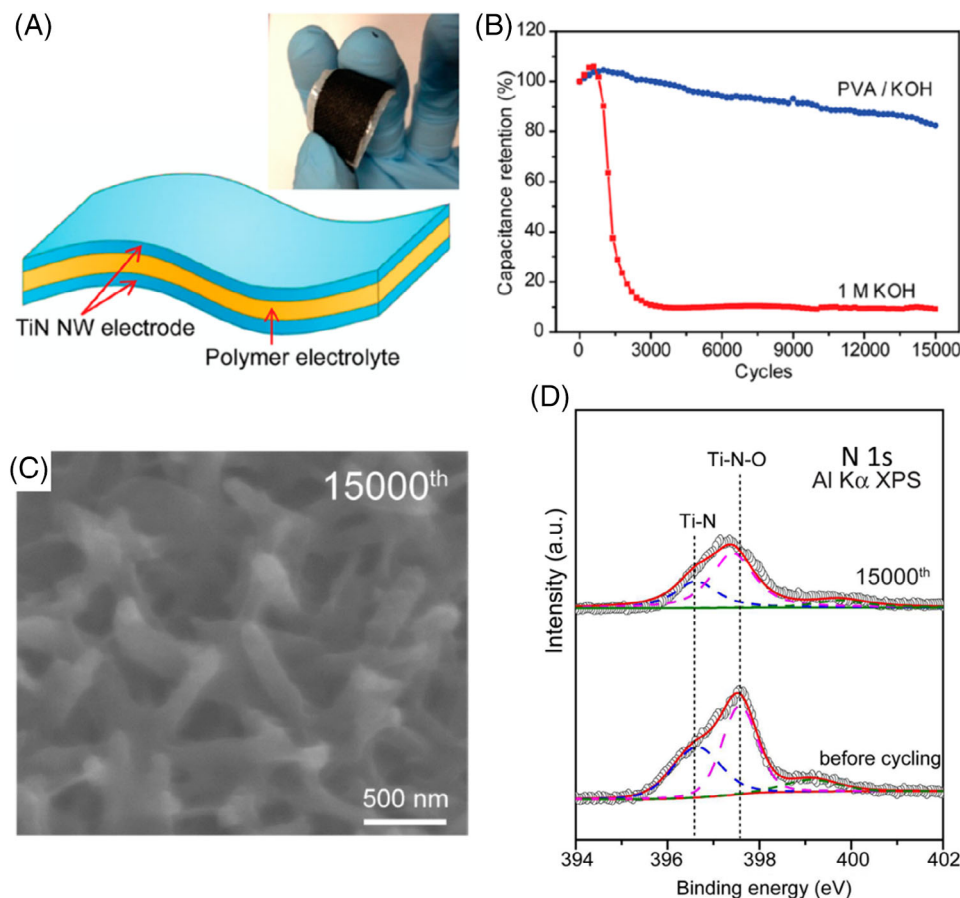 (A)
TiN NW electrode
Polymer electrolyte
(B)
Capacitance retention (%)
120
100
80
60
40
20
0
PVA / KOH
1 M KOH
0 3000 6000 9000 12000 15000
Cycles
(C)
15000th
500 nm
(D)
Intensity (a.u.)
Ti-N-O
Ti-N
N 1s
Al Kα XPS
15000th
before cycling
394 396 398 400 402
Binding energy (eV)